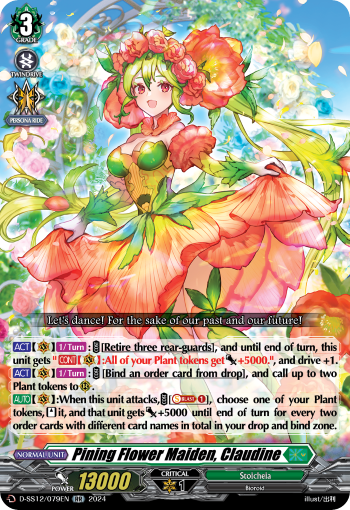 3
GRADE
TWINDRIVE
PERSONA RIDE
Let's dance! For the sake of our past and our future!
ACT【】1/Turn:[Retire three rear-guards], and until end of turn, this
unit gets "CONT【】:All of your Plant tokens get +5000.", and drive +1.
ACT【】1/Turn:[Bind an order card from drop], and call up to two
Plant tokens to .
AUTO【】:When this unit attacks,[SOUL BLAST 1], choose one of your Plant
tokens, it, and that unit gets +5000 until end of turn for every two
order cards with different card names in total in your drop and bind zone.
NORMAL UNIT Pining Flower Maiden, Claudine
POWER 13000 CRITICAL 1 Stoicheia
Bioroid
D-SS12/079EN RR 2024 illust/出利